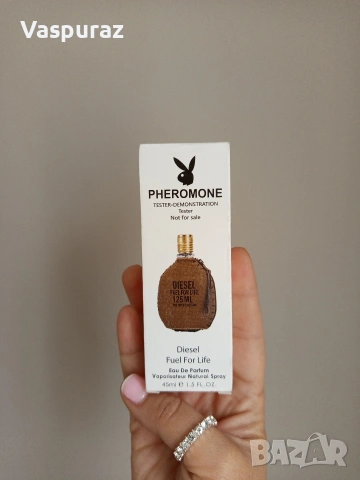 Vaspuraz
PHEROMONE
TESTER-DEMONSTRATION
Tester
Not for sale
DIESEL
FUEL FOR LIFE
125ML
Diesel
Fuel For Life
Eau De Parfum
Vaporisateur Natural Spray
45ml e 1.5 FL.OZ.
BAZAR
bg